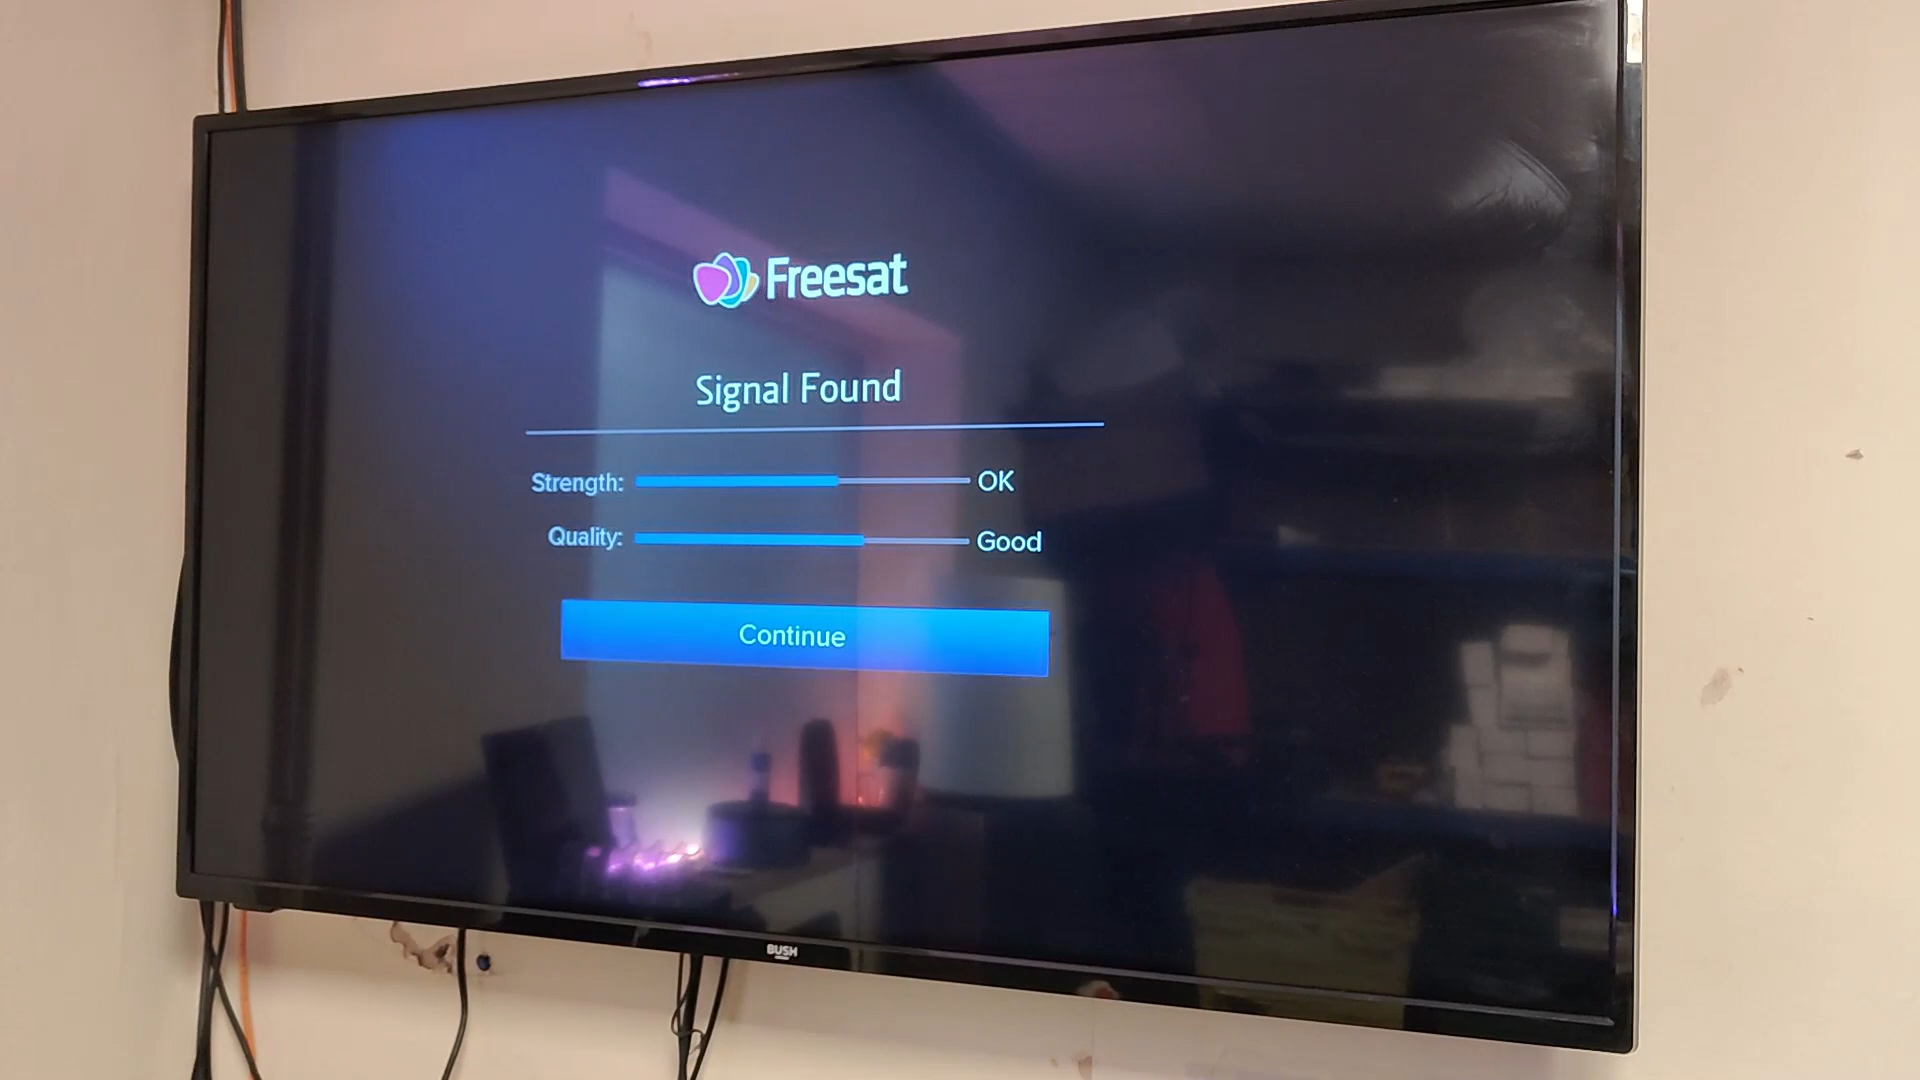 Freesat
Signal Found
Strength: OK
Quality: Good
Continue
BUSH